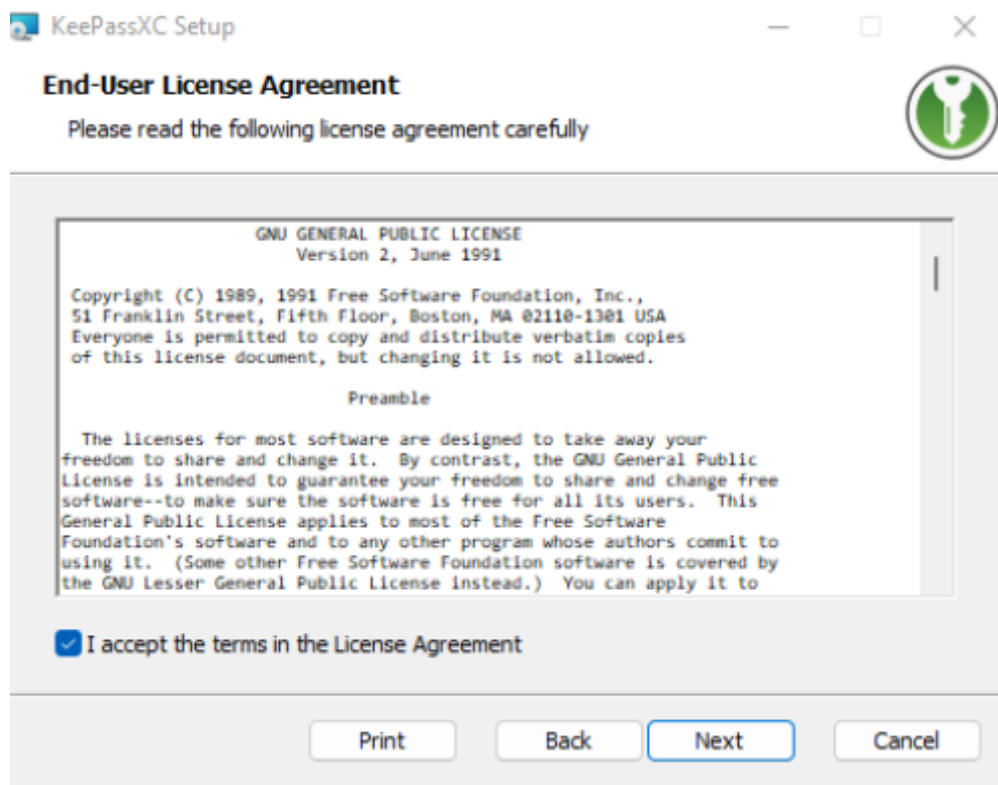 KeePassXC Setup
End-User License Agreement
Please read the following license agreement carefully
GNU GENERAL PUBLIC LICENSE
Version 2, June 1991
Copyright (C) 1989, 1991 Free Software Foundation, Inc.,
51 Franklin Street, Fifth Floor, Boston, MA 02110-1301 USA
Everyone is permitted to copy and distribute verbatim copies
of this license document, but changing it is not allowed.
Preamble
The licenses for most software are designed to take away your
freedom to share and change it.  By contrast, the GNU General Public
License is intended to guarantee your freedom to share and change free
software--to make sure the software is free for all its users.  This
General Public License applies to most of the Free Software
Foundation's software and to any other program whose authors commit to
using it.  (Some other Free Software Foundation software is covered by
the GNU Lesser General Public License instead.)  You can apply it to
I accept the terms in the License Agreement
Print Back Next Cancel